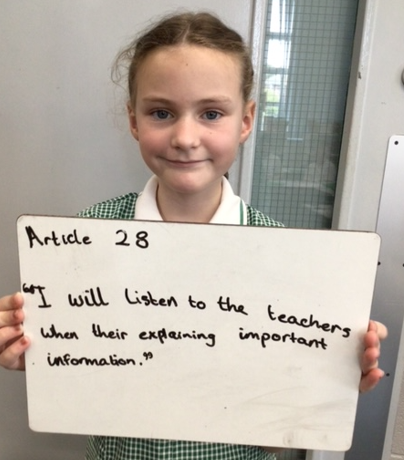 Article 28
"I will listen to the teachers
when their explaining important
information."